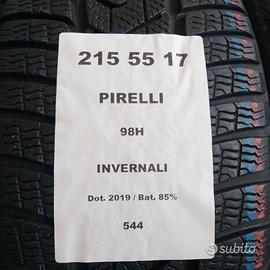 215 55 17
PIRELLI
98H
INVERNALI
Dot. 2019 / Bat. 85%
544
subito